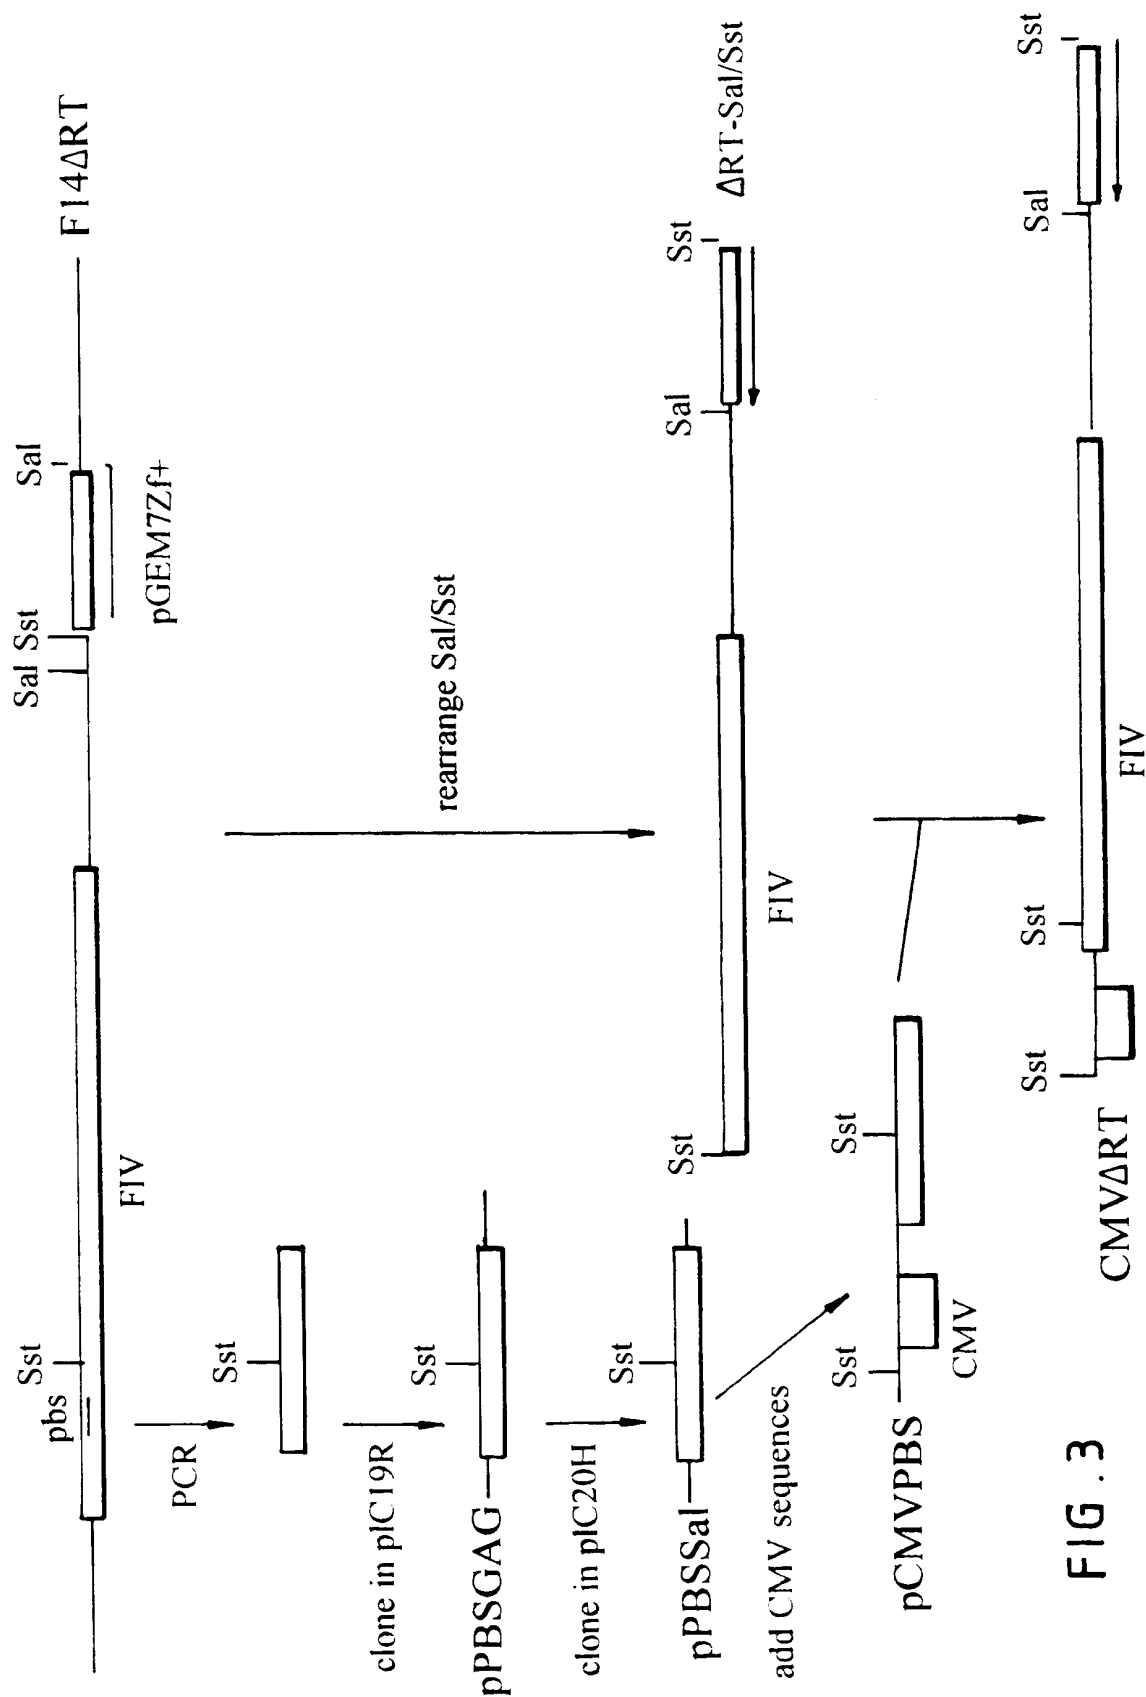 pbs
Sst
Sal Sst
Sal
F14ΔRT
FIV
pGEM7Zf+
PCR
Sst
rearrange Sal/Sst
clone in pIC19R
pPBSGAG
Sst
clone in pIC20H
pPBSSal
Sst
Sst
Sal
Sst
ΔRT-Sal/Sst
FIV
add CMV sequences
pCMVPBS
Sst
Sst
CMV
CMVΔRT
Sst
Sst
Sal
Sst
FIV
FIG.3